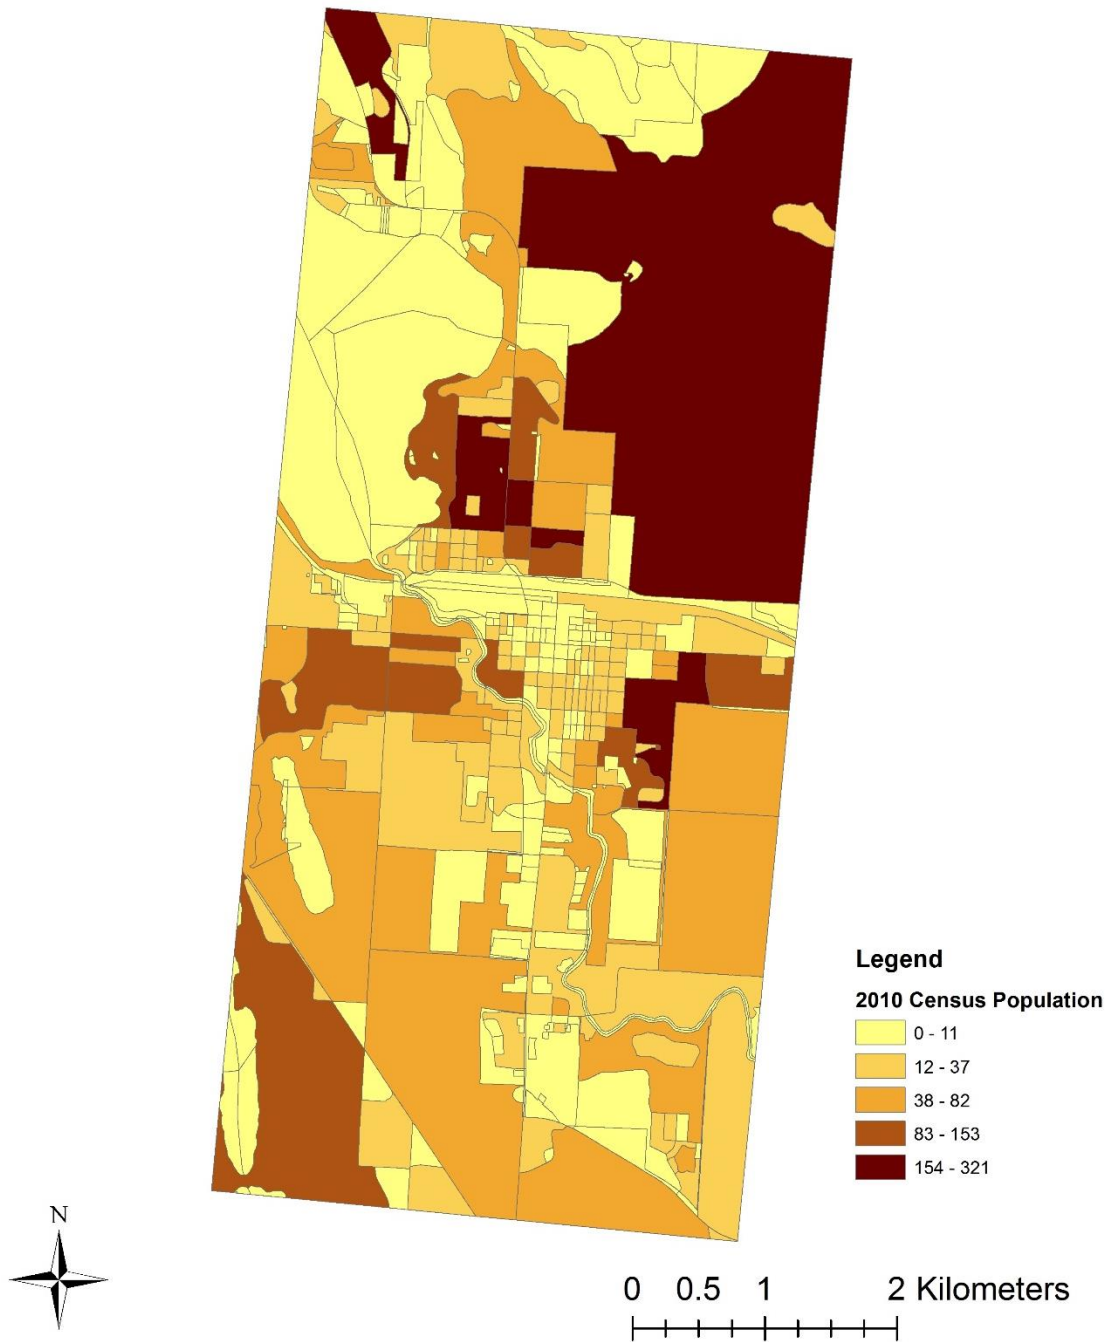 Legend
2010 Census Population
0 - 11
12 - 37
38 - 82
83 - 153
154 - 321
N
0 0.5 1 2 Kilometers